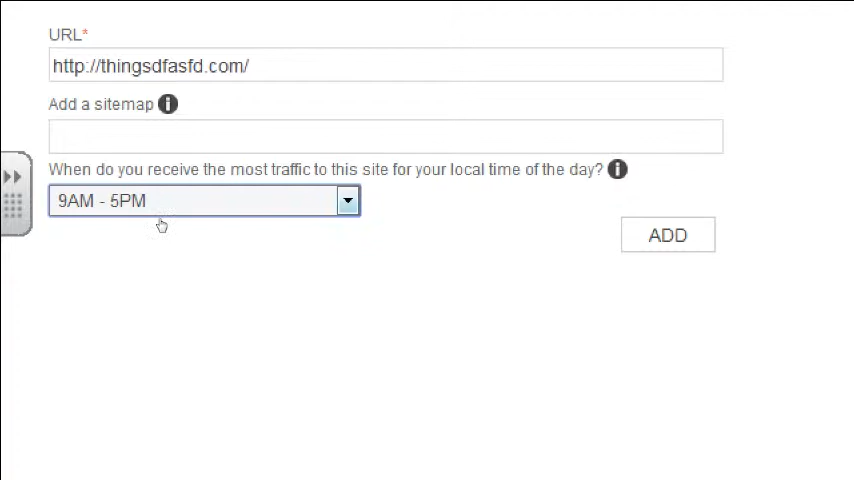 URL*
http://thingsdfasfd.com/
Add a sitemap
When do you receive the most traffic to this site for your local time of the day?
9AM - 5PM
ADD